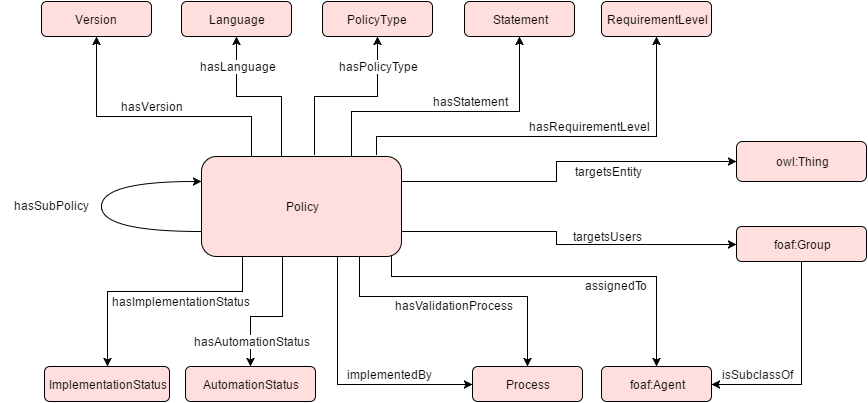 Version
Language
PolicyType
Statement
RequirementLevel
hasLanguage
hasPolicyType
hasVersion
hasStatement
hasRequirementLevel
owl:Thing
targetsEntity
hasSubPolicy
Policy
targetsUsers
foaf:Group
assignedTo
hasImplementationStatus
hasValidationProcess
hasAutomationStatus
implementedBy
isSubclassOf
ImplementationStatus
AutomationStatus
Process
foaf:Agent